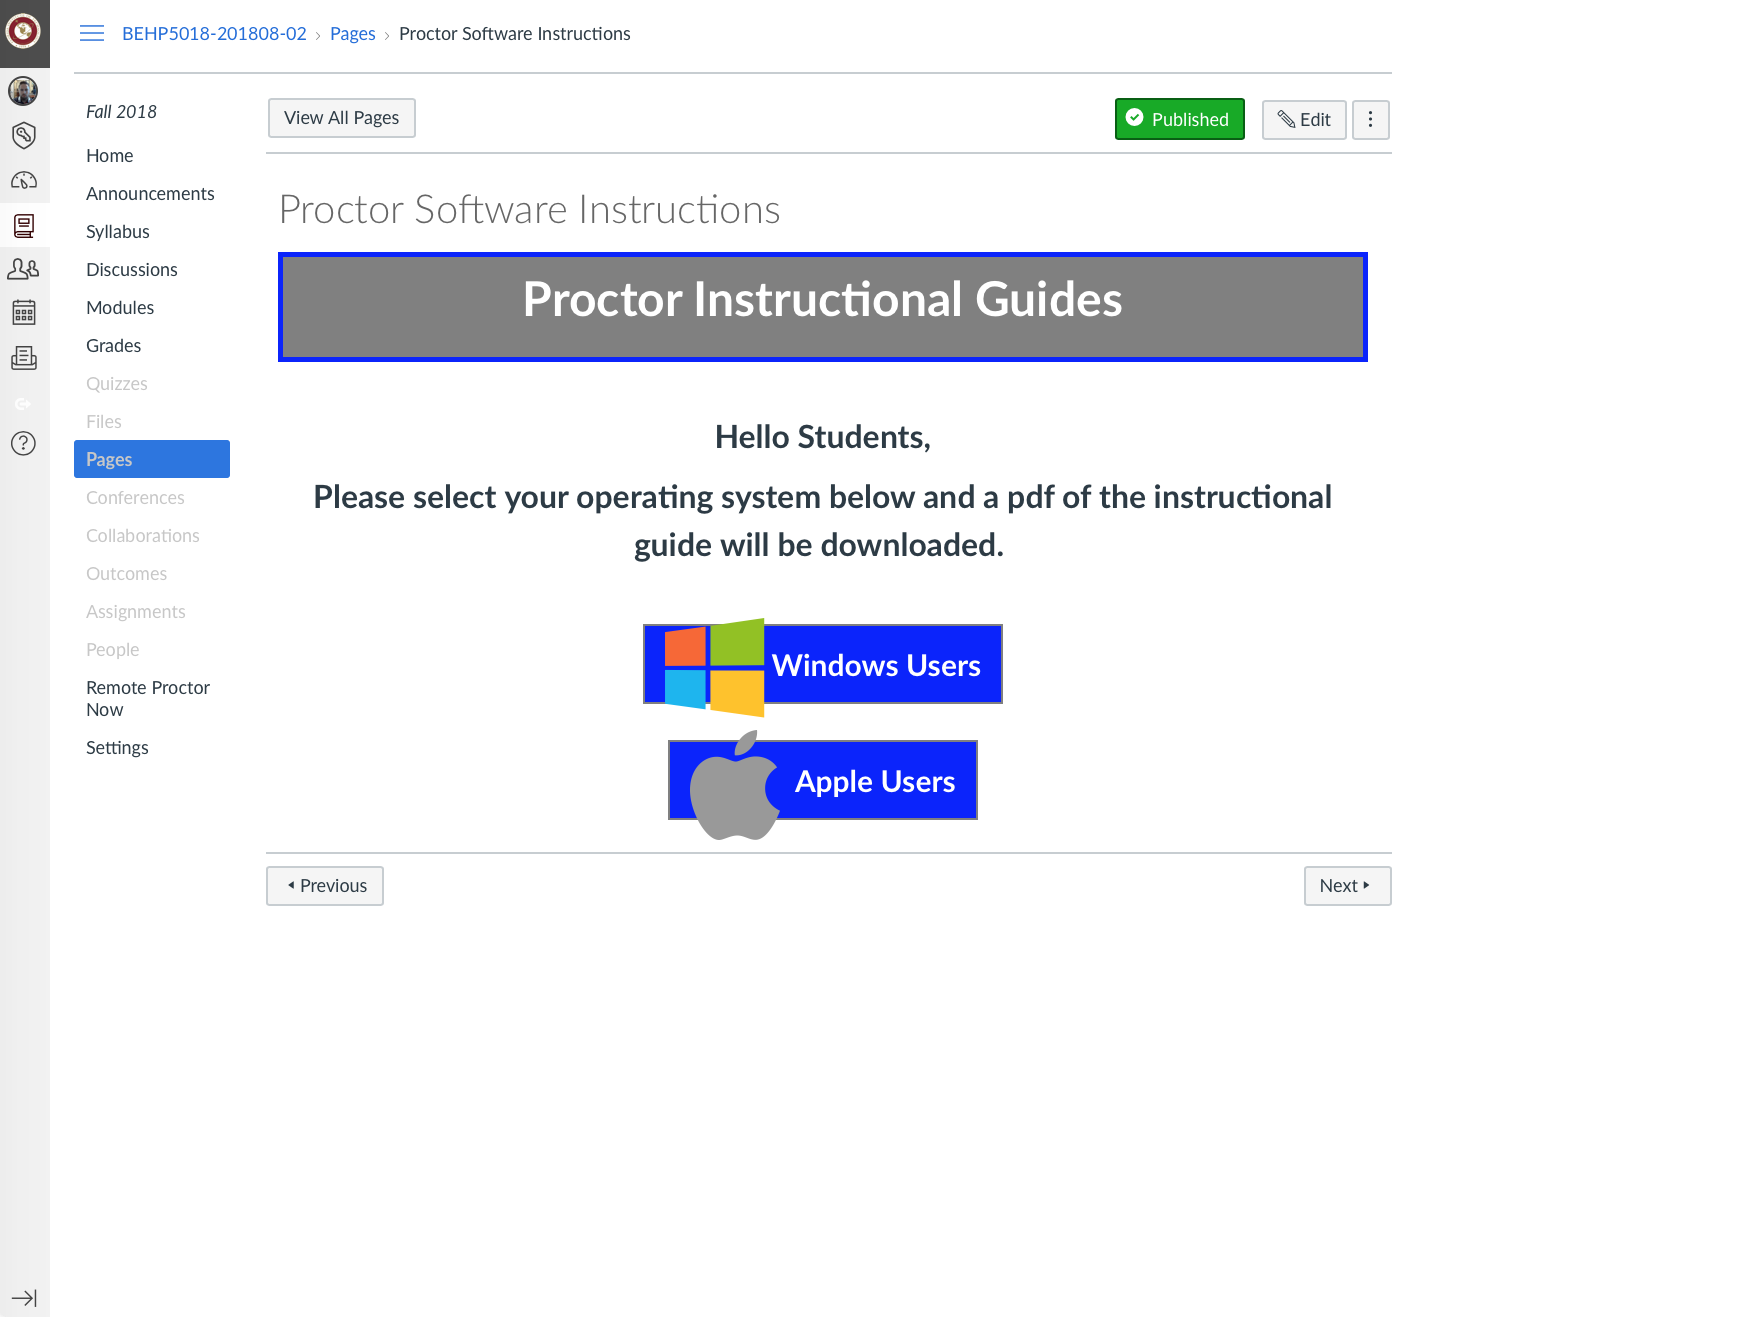 BEHP5018-201808-02 › Pages › Proctor Software Instructions
Fall 2018
Home
Announcements
Syllabus
Discussions
Modules
Grades
Quizzes
Files
Pages
Conferences
Collaborations
Outcomes
Assignments
People
Remote Proctor
Now
Settings
View All Pages
Published
Edit
Proctor Software Instructions
Proctor Instructional Guides
Hello Students,
Please select your operating system below and a pdf of the instructional
guide will be downloaded.
Windows Users
Apple Users
Previous
Next